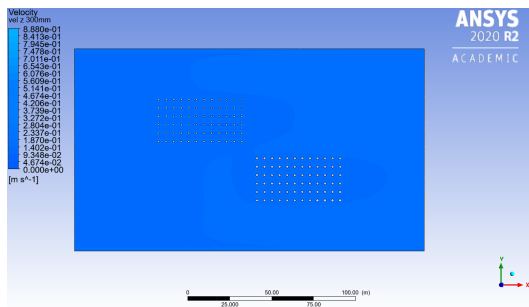 Velocity
vel z 300mm
8.880e-01
8.413e-01
7.945e-01
7.478e-01
7.011e-01
6.543e-01
6.076e-01
5.609e-01
5.141e-01
4.674e-01
4.206e-01
3.739e-01
3.272e-01
2.804e-01
2.337e-01
1.870e-01
1.402e-01
9.348e-02
4.674e-02
0.000e+00
[m s^-1]
ANSYS
2020 R2
ACADEMIC
0 50.00 100.00 (m)
25.000 75.00
Y
X